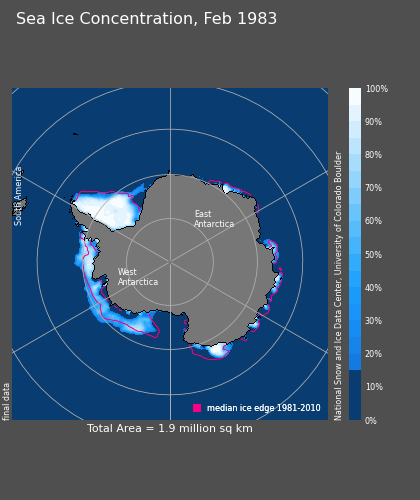 Sea Ice Concentration, Feb 1983
South America
East
Antarctica
West
Antarctica
final data
median ice edge 1981-2010
Total Area = 1.9 million sq km
National Snow and Ice Data Center, University of Colorado Boulder
100%
90%
80%
70%
60%
50%
40%
30%
20%
10%
0%